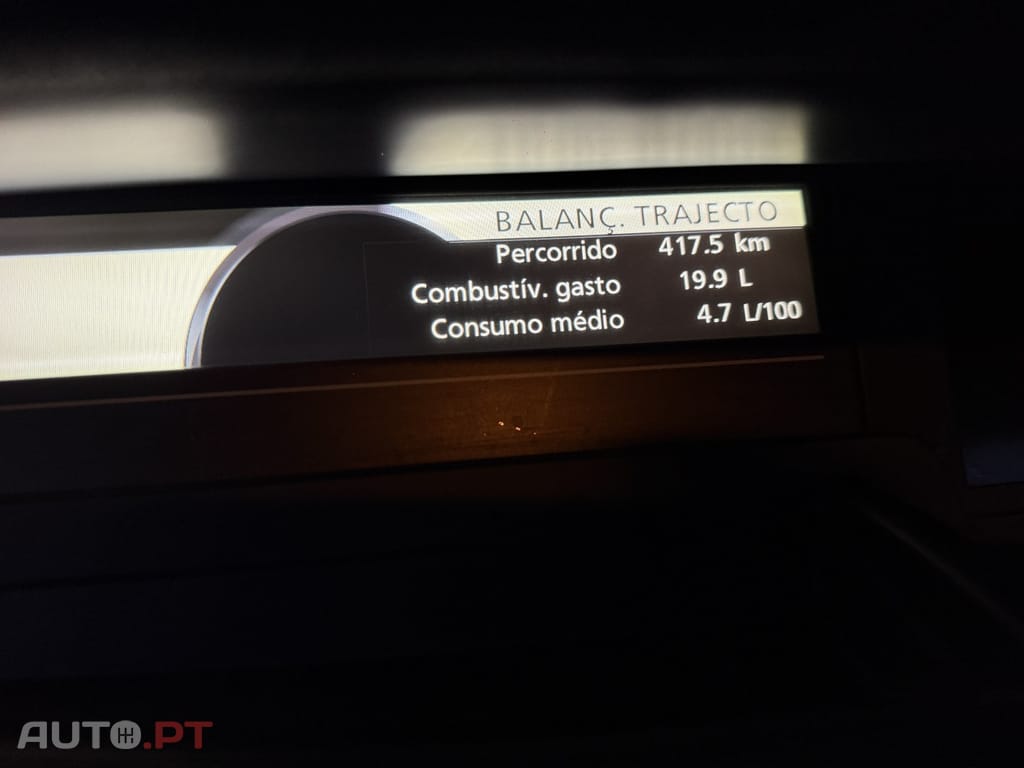 BALANÇ. TRAJECTO
Percorrido 417.5 km
Combustív. gasto 19.9 L
Consumo médio 4.7 L/100
AUTO.PT